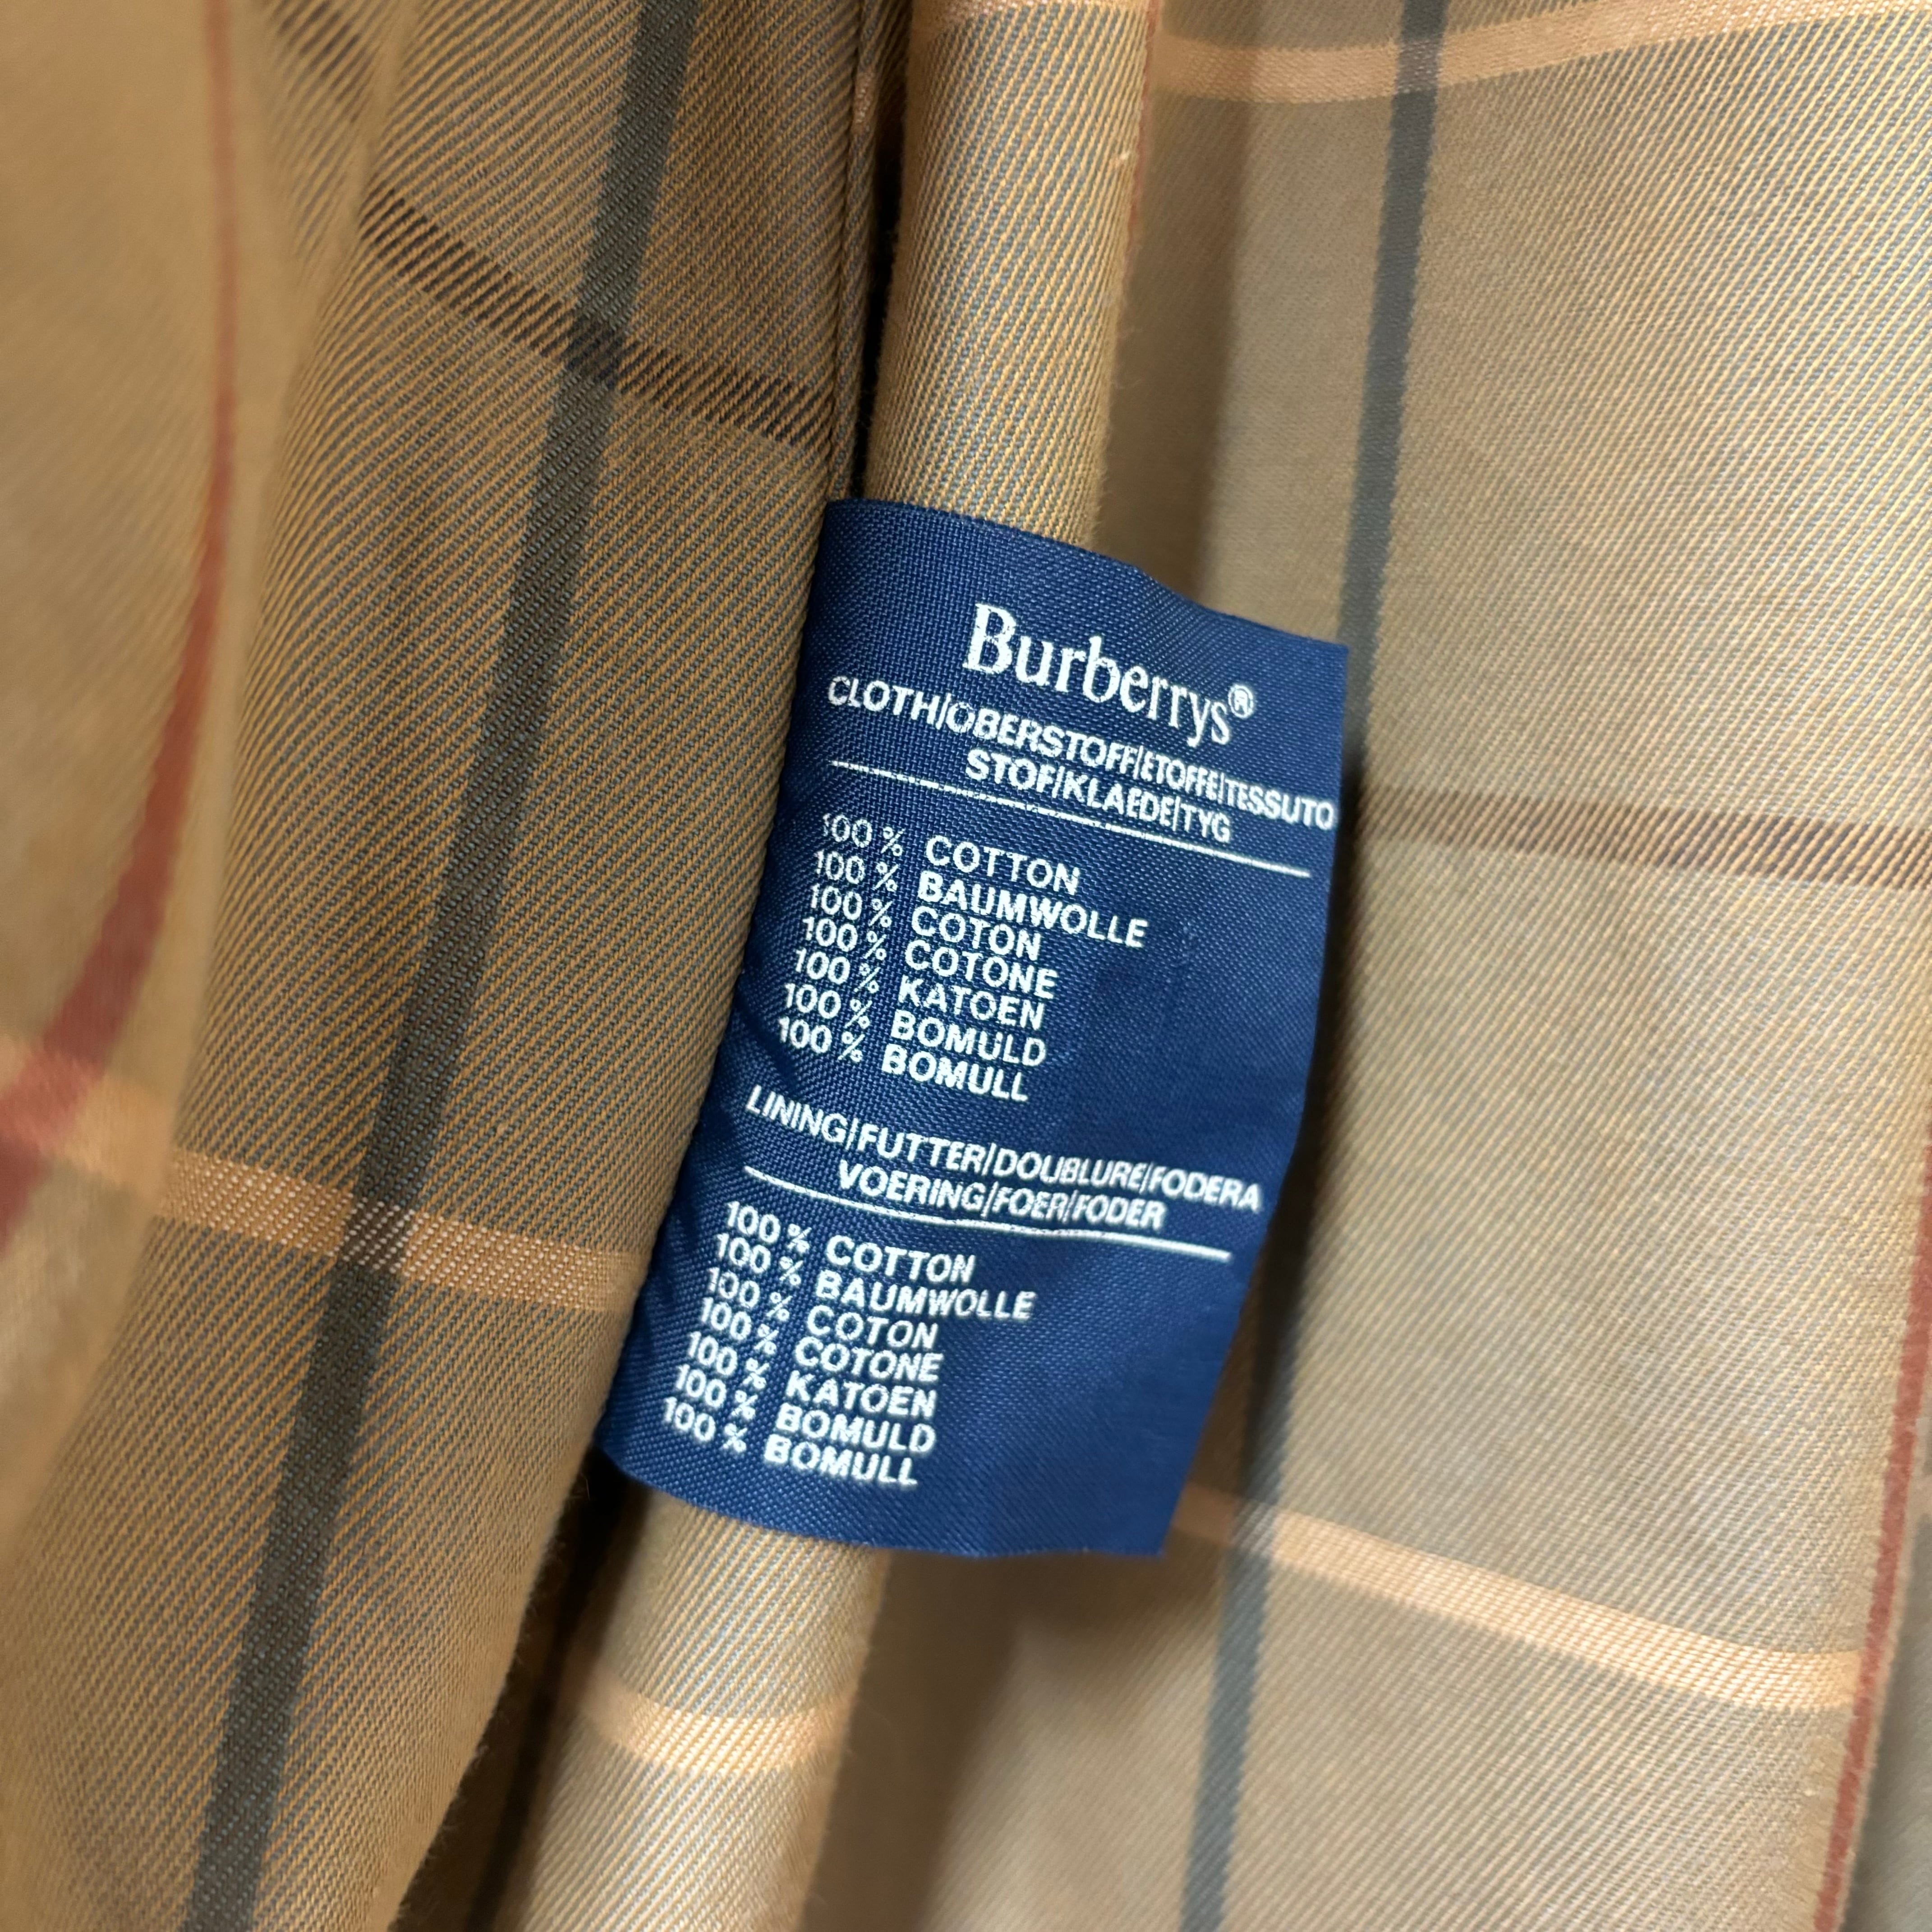 Burberrys®
CLOTH/OBERSTOFF/ETOFFE/TESSUTO
STOF/KLAEDE/TYG
100 % COTTON
100 % BAUMWOLLE
100 % COTON
100 % COTONE
100 % KATOEN
100 % BOMULD
100 % BOMULL
LINING/FUTTER/DOUBLURE/FODERA
VOERING/FOER/FODER
100 % COTTON
100 % BAUMWOLLE
100 % COTON
100 % COTONE
100 % KATOEN
100 % BOMULD
100 % BOMULL